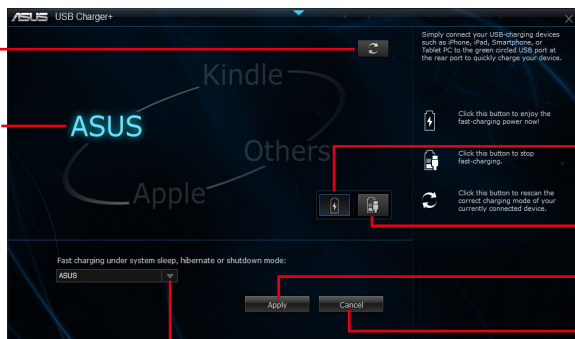 ASUS USB Charger+
Simply connect your USB-charging devices
such as iPhone, iPad, Smartphone, or
Tablet PC to the green circled USB port at
the rear port to quickly charge your device.
Kindle
ASUS
Others
Apple
Click this button to enjoy the
fast-charging power now!
Click this button to stop
fast-charging.
Click this button to rescan the
correct charging mode of your
currently connected device.
Fast charging under system sleep, hibernate or shutdown mode:
ASUS
Apply
Cancel